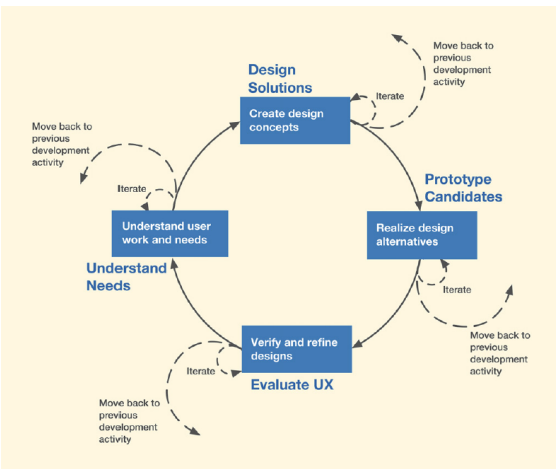 Design
Solutions
Create design
concepts
Iterate
Move back to
previous
development
activity
Prototype
Candidates
Realize design
alternatives
Iterate
Move back to
previous
development
activity
Verify and refine
designs
Evaluate UX
Iterate
Move back to
previous
development
activity
Understand user
work and needs
Understand
Needs
Iterate
Move back to
previous
development
activity